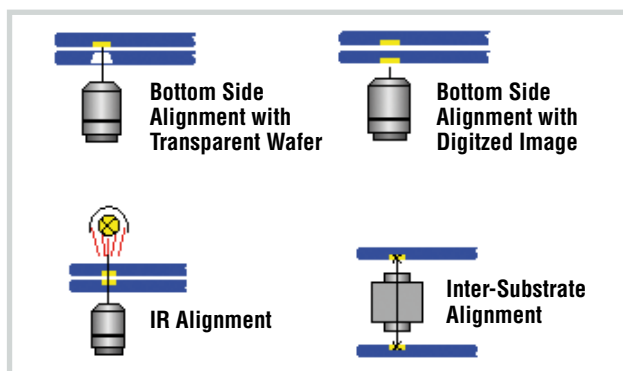 Bottom Side
Alignment with
Transparent Wafer
Bottom Side
Alignment with
Digitzed Image
IR Alignment
Inter-Substrate
Alignment